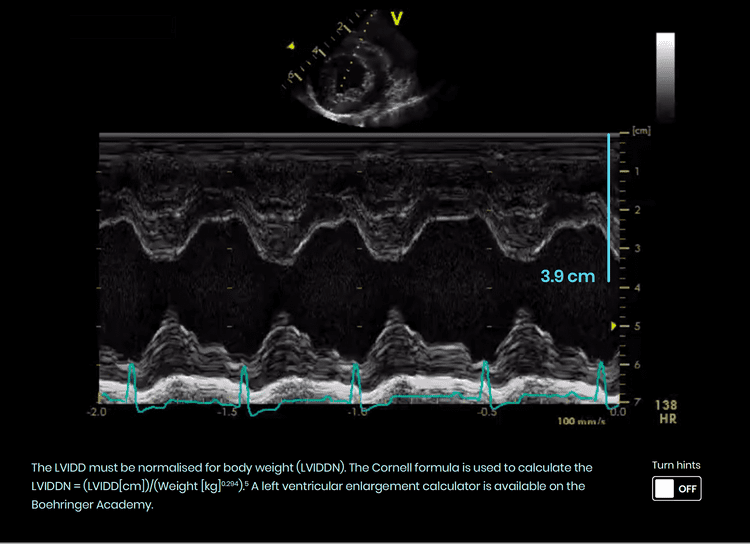 V
[cm]
1
2
3
3.9 cm
4
5
6
7
-2.0
-1.5
-1.0
-0.5
0.0
100 mm/s
138
HR
The LVIDD must be normalised for body weight (LVIDDN). The Cornell formula is used to calculate the
LVIDDN = (LVIDD[cm])/(Weight [kg]0.294).5 A left ventricular enlargement calculator is available on the
Boehringer Academy.
Turn hints
OFF